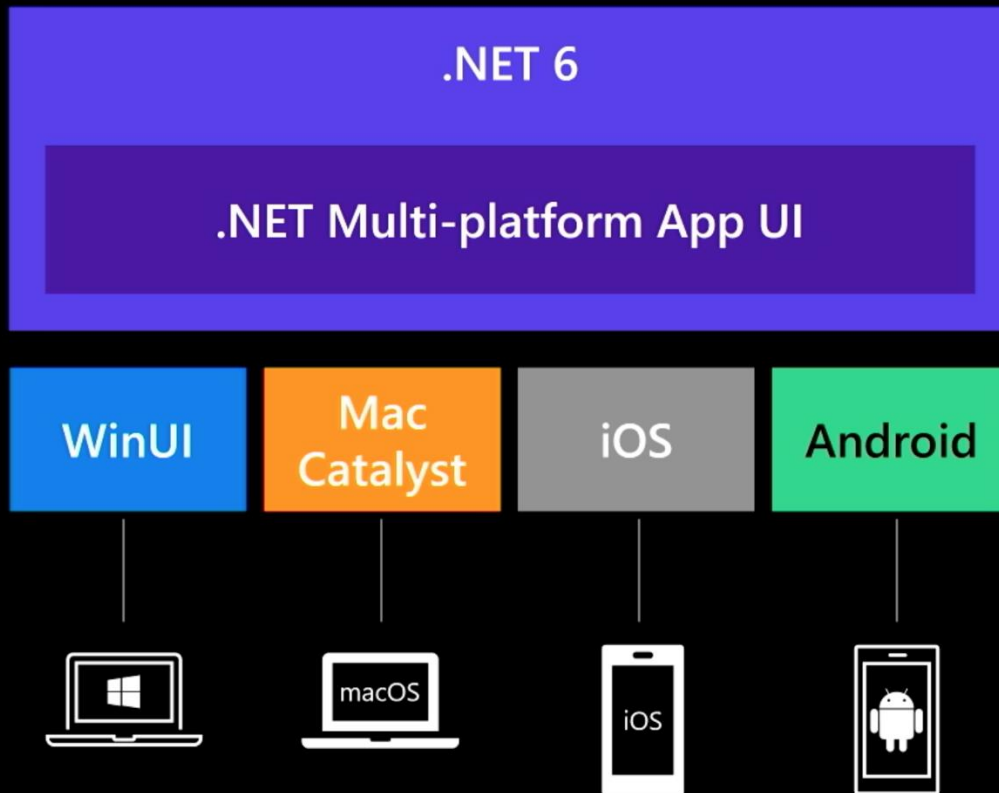 .NET 6
.NET Multi-platform App UI
WinUI
Mac
Catalyst
iOS
Android
macOS
iOS